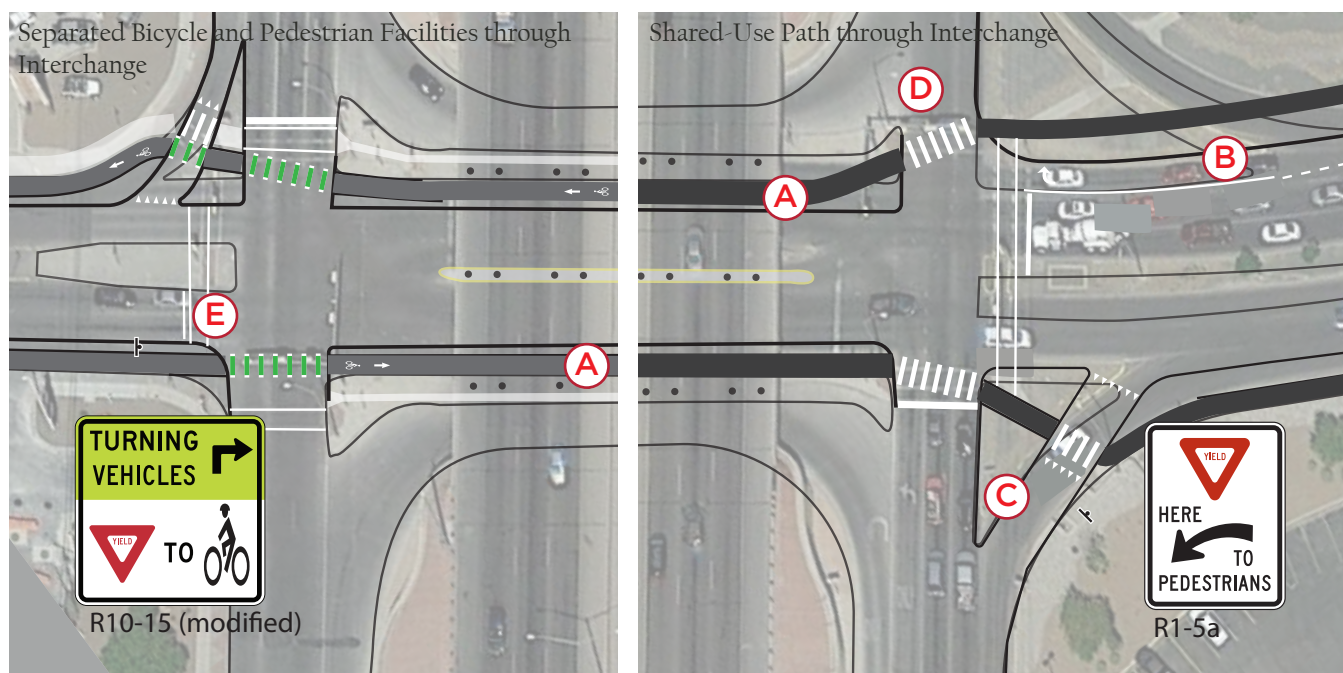 Separated Bicycle and Pedestrian Facilities through
Interchange
A
E
TURNING
VEHICLES
YIELD
TO
R10-15 (modified)
Shared-Use Path through Interchange
D
B
A
C
YIELD
HERE
TO
PEDESTRIANS
R1-5a